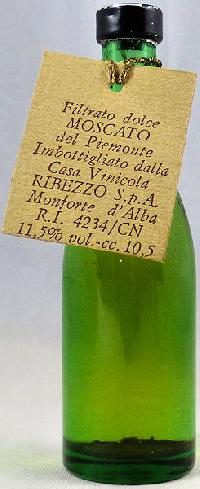 Filtrato dolce
MOSCATO
del Piemonte
Imbottigliato dalla
Casa Vinicola
RIBEZZO S.p.A.
Monforte d'Alba
R.I. 4234/CN
11,5% vol.-cc. 10,5